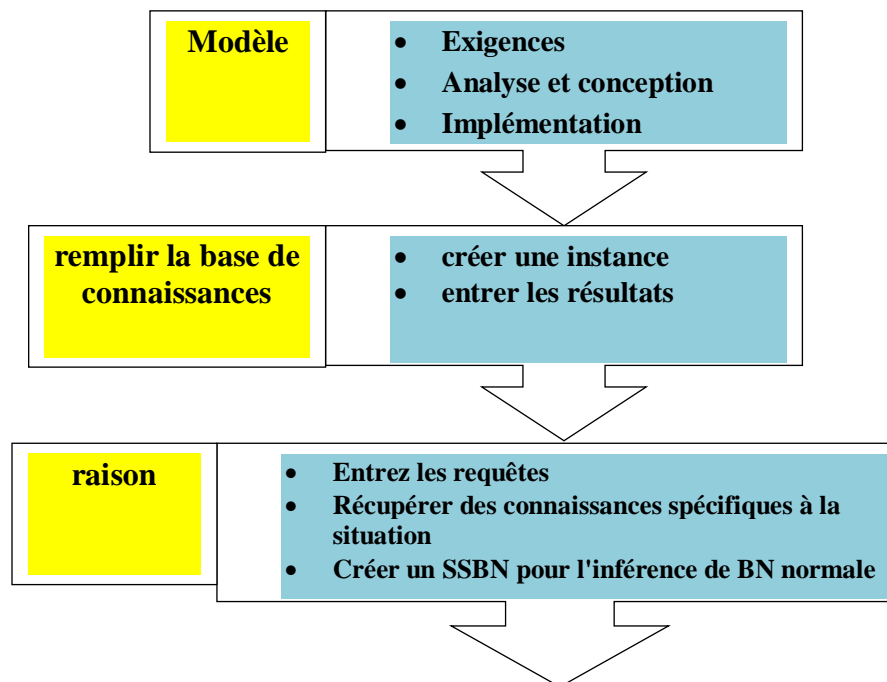 Modèle
• Exigences
• Analyse et conception
• Implémentation
remplir la base de
connaissances
• créer une instance
• entrer les résultats
raison
• Entrez les requêtes
• Récupérer des connaissances spécifiques à la
situation
• Créer un SSBN pour l'inférence de BN normale